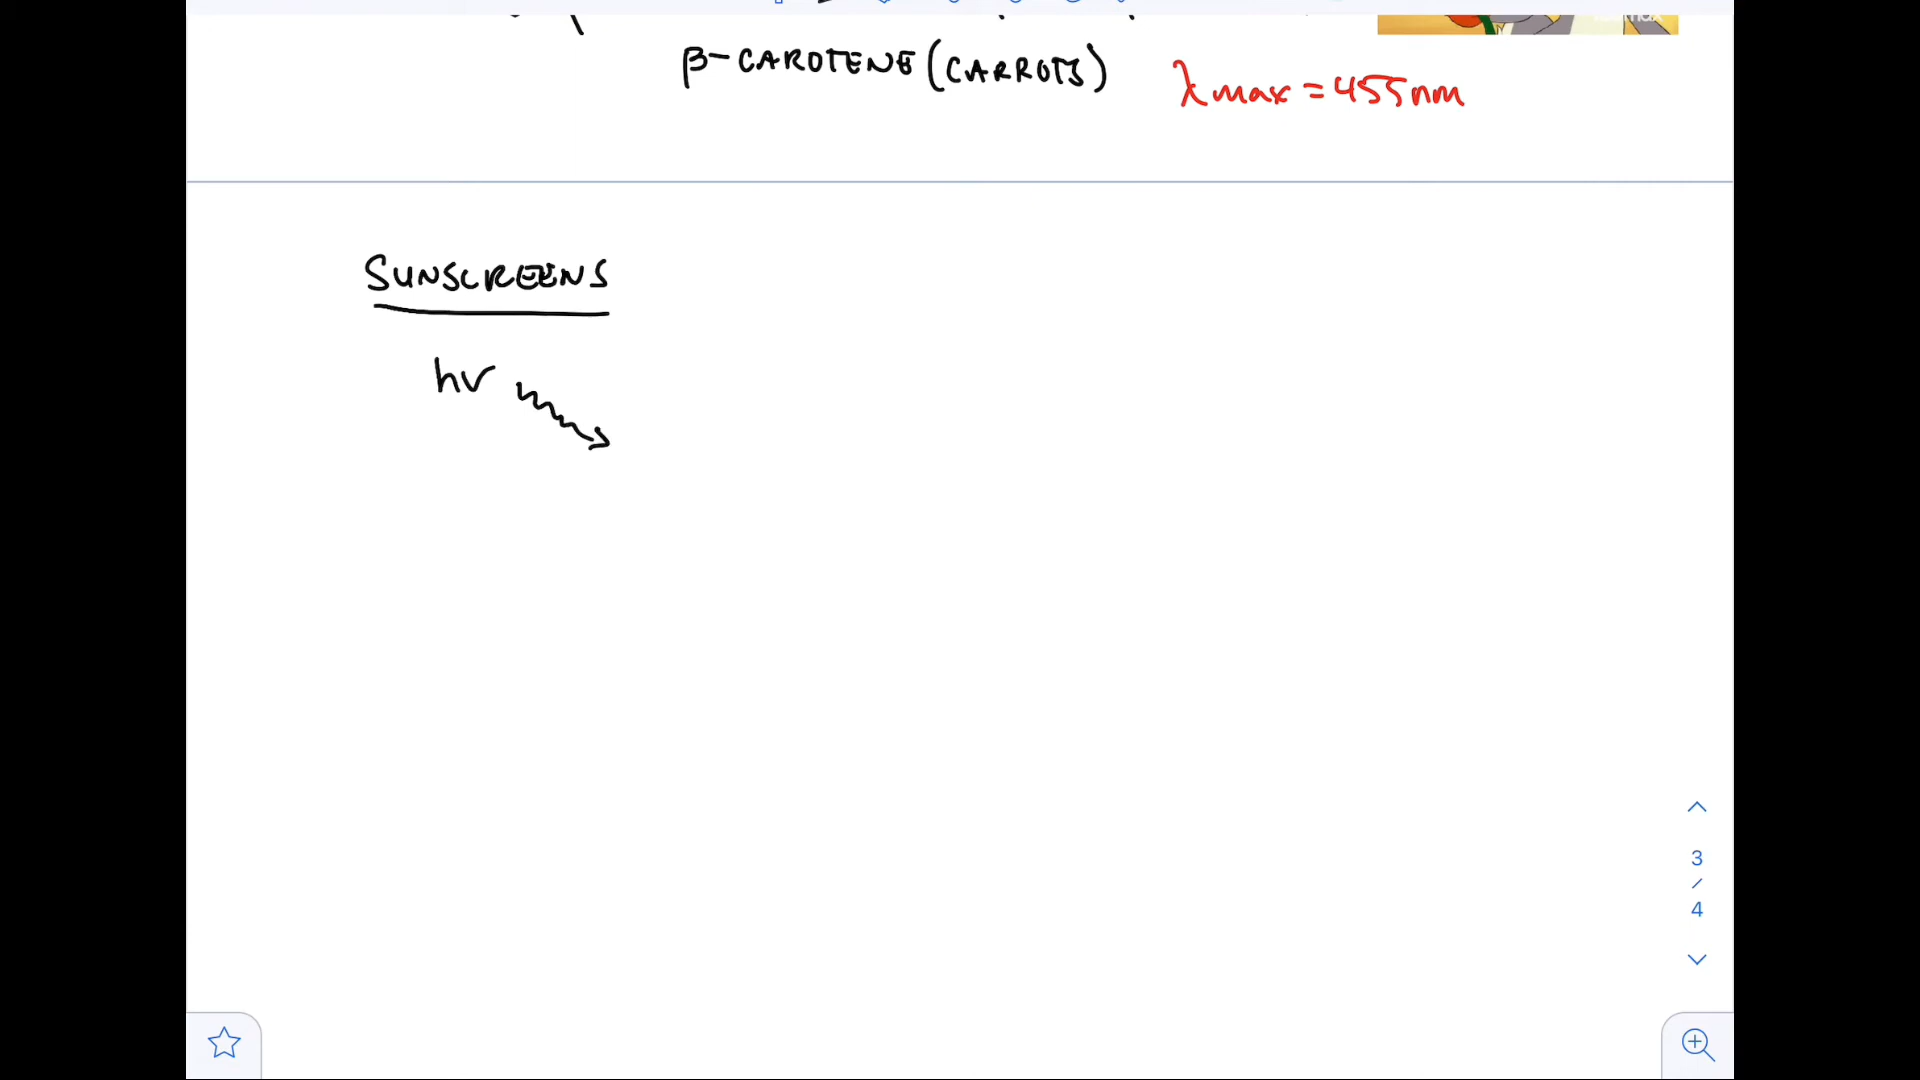 β-CAROTENE (CARROTS)
λmax = 455nm
SUNSCREENS
hν
3
/
4